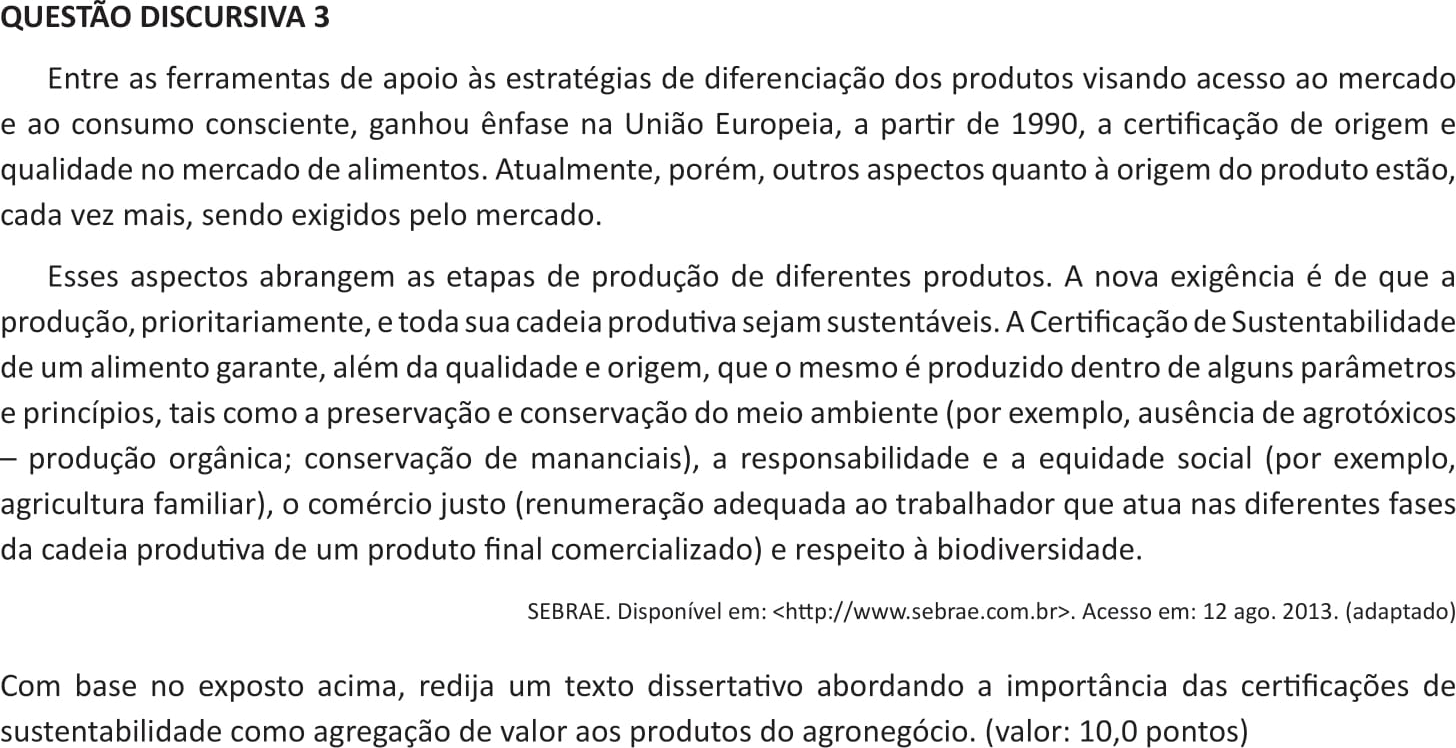 QUESTÃO DISCURSIVA 3
Entre as ferramentas de apoio às estratégias de diferenciação dos produtos visando acesso ao mercado
e ao consumo consciente, ganhou ênfase na União Europeia, a partir de 1990, a certificação de origem e
qualidade no mercado de alimentos. Atualmente, porém, outros aspectos quanto à origem do produto estão,
cada vez mais, sendo exigidos pelo mercado.
Esses aspectos abrangem as etapas de produção de diferentes produtos. A nova exigência é de que a
produção, prioritariamente, e toda sua cadeia produtiva sejam sustentáveis. A Certificação de Sustentabilidade
de um alimento garante, além da qualidade e origem, que o mesmo é produzido dentro de alguns parâmetros
e princípios, tais como a preservação e conservação do meio ambiente (por exemplo, ausência de agrotóxicos
– produção orgânica; conservação de mananciais), a responsabilidade e a equidade social (por exemplo,
agricultura familiar), o comércio justo (renumeração adequada ao trabalhador que atua nas diferentes fases
da cadeia produtiva de um produto final comercializado) e respeito à biodiversidade.
SEBRAE. Disponível em: <http://www.sebrae.com.br>. Acesso em: 12 ago. 2013. (adaptado)
Com base no exposto acima, redija um texto dissertativo abordando a importância das certificações de
sustentabilidade como agregação de valor aos produtos do agronegócio. (valor: 10,0 pontos)